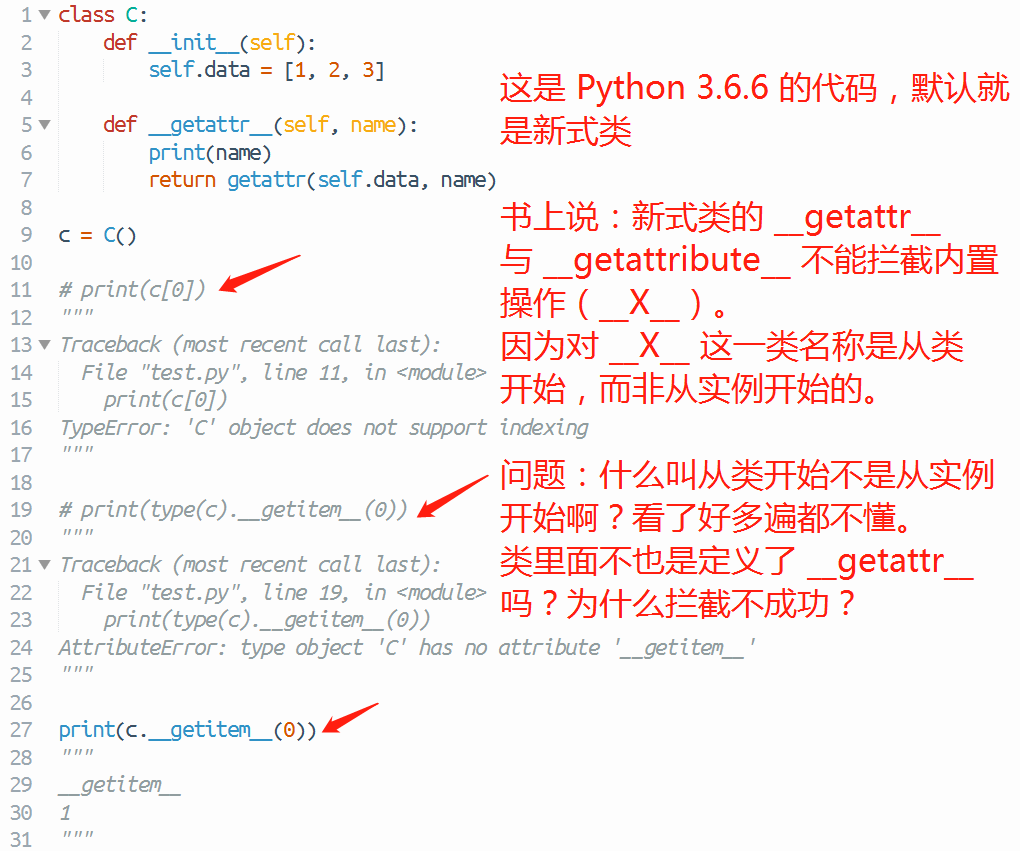 1 class C:
2     def __init__(self):
3         self.data = [1, 2, 3]
4
5     def __getattr__(self, name):
6         print(name)
7         return getattr(self.data, name)
8
9 c = C()
10
11 # print(c[0])
12 """
13 Traceback (most recent call last):
14   File "test.py", line 11, in <module>
15     print(c[0])
16 TypeError: 'C' object does not support indexing
17 """
18
19 # print(type(c).__getitem__(0))
20 """
21 Traceback (most recent call last):
22   File "test.py", line 19, in <module>
23     print(type(c).__getitem__(0))
24 AttributeError: type object 'C' has no attribute '__getitem__'
25 """
26
27 print(c.__getitem__(0))
28 """
29 __getitem__
30 1
31 """
这是 Python 3.6.6 的代码，默认就
是新式类
书上说：新式类的 __getattr__
与 __getattribute__ 不能拦截内置
操作（__X__）。
因为对 __X__ 这一类名称是从类
开始，而非从实例开始的。
问题：什么叫从类开始不是从实例
开始啊？看了好多遍都不懂。
类里面不也是定义了 __getattr__
吗？为什么拦截不成功？